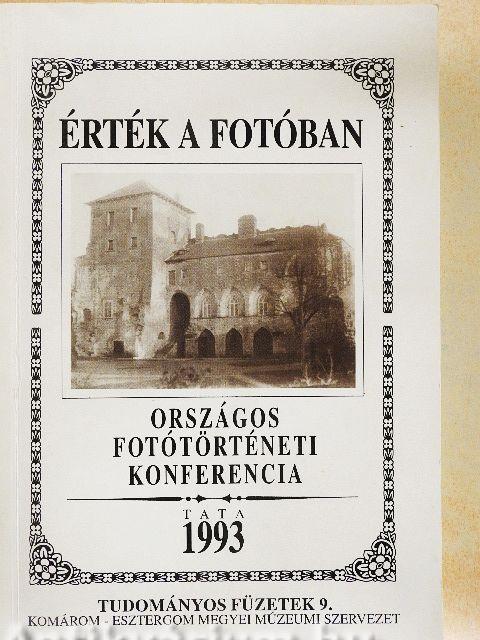 ÉRTÉK A FOTÓBAN
ORSZÁGOS
FOTÓTÖRTÉNETI
KONFERENCIA
TATA
1993
TUDOMÁNYOS FÜZETEK 9.
KOMÁROM - ESZTERGOM MEGYEI MÚZEUMI SZERVEZET